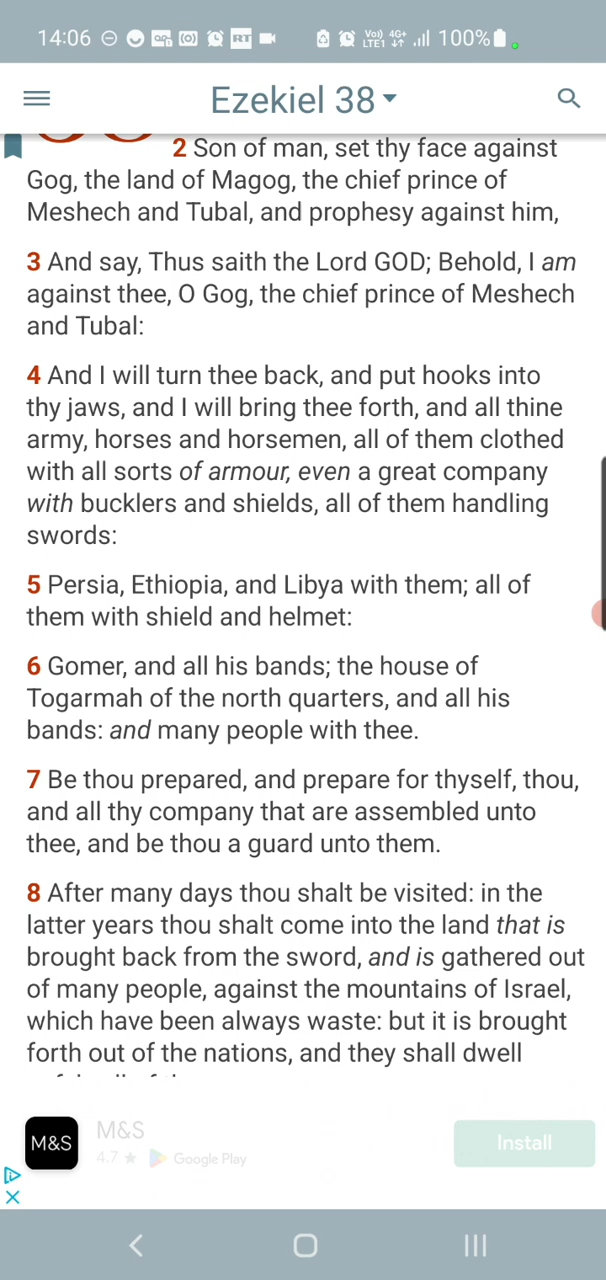 14:06 RT Vo) 4G+ LTE1 100%
Ezekiel 38
2 Son of man, set thy face against
Gog, the land of Magog, the chief prince of
Meshech and Tubal, and prophesy against him,
3 And say, Thus saith the Lord GOD; Behold, I am
against thee, O Gog, the chief prince of Meshech
and Tubal:
4 And I will turn thee back, and put hooks into
thy jaws, and I will bring thee forth, and all thine
army, horses and horsemen, all of them clothed
with all sorts of armour, even a great company
with bucklers and shields, all of them handling
swords:
5 Persia, Ethiopia, and Libya with them; all of
them with shield and helmet:
6 Gomer, and all his bands; the house of
Togarmah of the north quarters, and all his
bands: and many people with thee.
7 Be thou prepared, and prepare for thyself, thou,
and all thy company that are assembled unto
thee, and be thou a guard unto them.
8 After many days thou shalt be visited: in the
latter years thou shalt come into the land that is
brought back from the sword, and is gathered out
of many people, against the mountains of Israel,
which have been always waste: but it is brought
forth out of the nations, and they shall dwell
M&S
M&S
4.7 ★ Google Play
Install